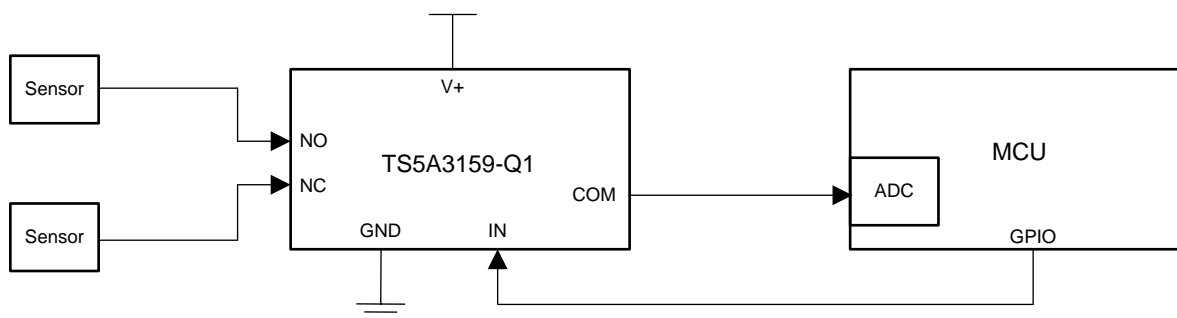 Sensor
V+
NO
TS5A3159-Q1
MCU
NC
COM
ADC
Sensor
GND
IN
GPIO